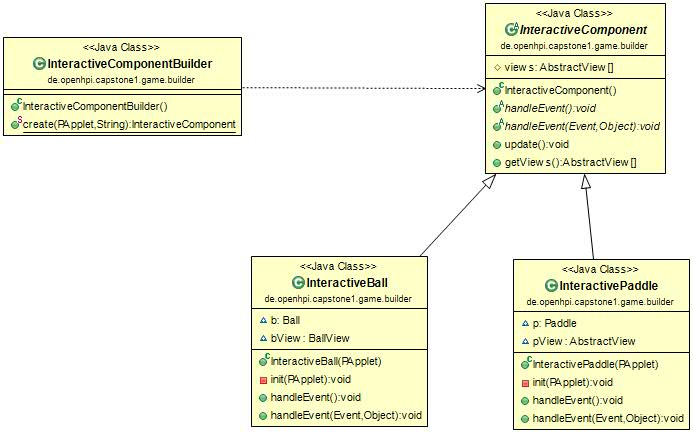 <<Java Class>>
InteractiveComponentBuilder
de.openhpi.capstone1.game.builder
InteractiveComponentBuilder()
create(PApplet,String):InteractiveComponent
<<Java Class>>
InteractiveComponent
de.openhpi.capstone1.game.builder
views: AbstractView[]
InteractiveComponent()
handleEvent():void
handleEvent(Event,Object):void
update():void
getViews():AbstractView[]
<<Java Class>>
InteractiveBall
de.openhpi.capstone1.game.builder
b: Ball
bView: BallView
InteractiveBall(PApplet)
init(PApplet):void
handleEvent():void
handleEvent(Event,Object):void
<<Java Class>>
InteractivePaddle
de.openhpi.capstone1.game.builder
p: Paddle
pView: AbstractView
InteractivePaddle(PApplet)
init(PApplet):void
handleEvent():void
handleEvent(Event,Object):void